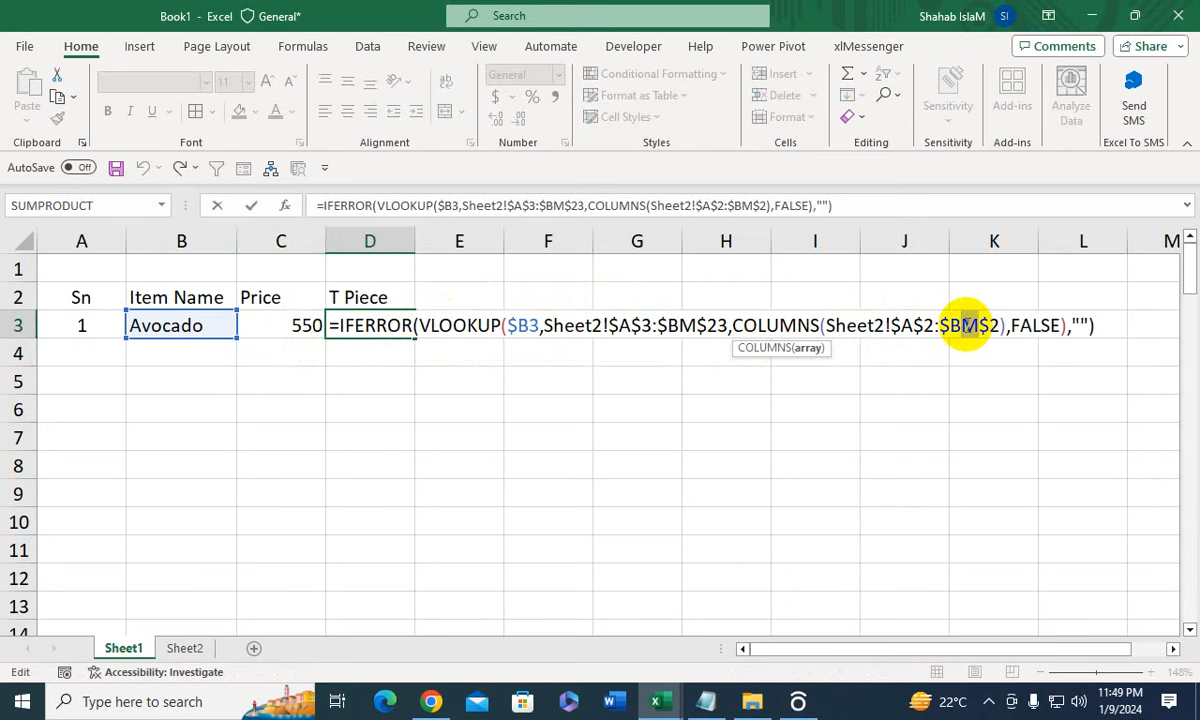 Book1 - Excel General* Search Shahab IslaM SI
File Home Insert Page Layout Formulas Data Review View Automate Developer Help Power Pivot xlMessenger Comments Share
Paste 11 B I U General $ % 9 Conditional Formatting Format as Table Cell Styles Insert Delete Format Sensitivity Add-ins Analyze Data Send SMS
Clipboard Font Alignment Number Styles Cells Editing Sensitivity Add-ins Excel To SMS
AutoSave Off
SUMPRODUCT fx =IFERROR(VLOOKUP($B3,Sheet2!$A$3:$BM$23,COLUMNS(Sheet2!$A$2:$BM$2),FALSE),"")
A B C D E F G H I J K L M
1
2 Sn Item Name Price T Piece
3 1 Avocado 550 =IFERROR(VLOOKUP($B3,Sheet2!$A$3:$BM$23,COLUMNS(Sheet2!$A$2:$BM$2),FALSE),"")
4 COLUMNS(array)
5
6
7
8
9
10
11
12
13
14
Sheet1 Sheet2
Edit Accessibility: Investigate 148%
Type here to search 22°C 11:49 PM
1/9/2024